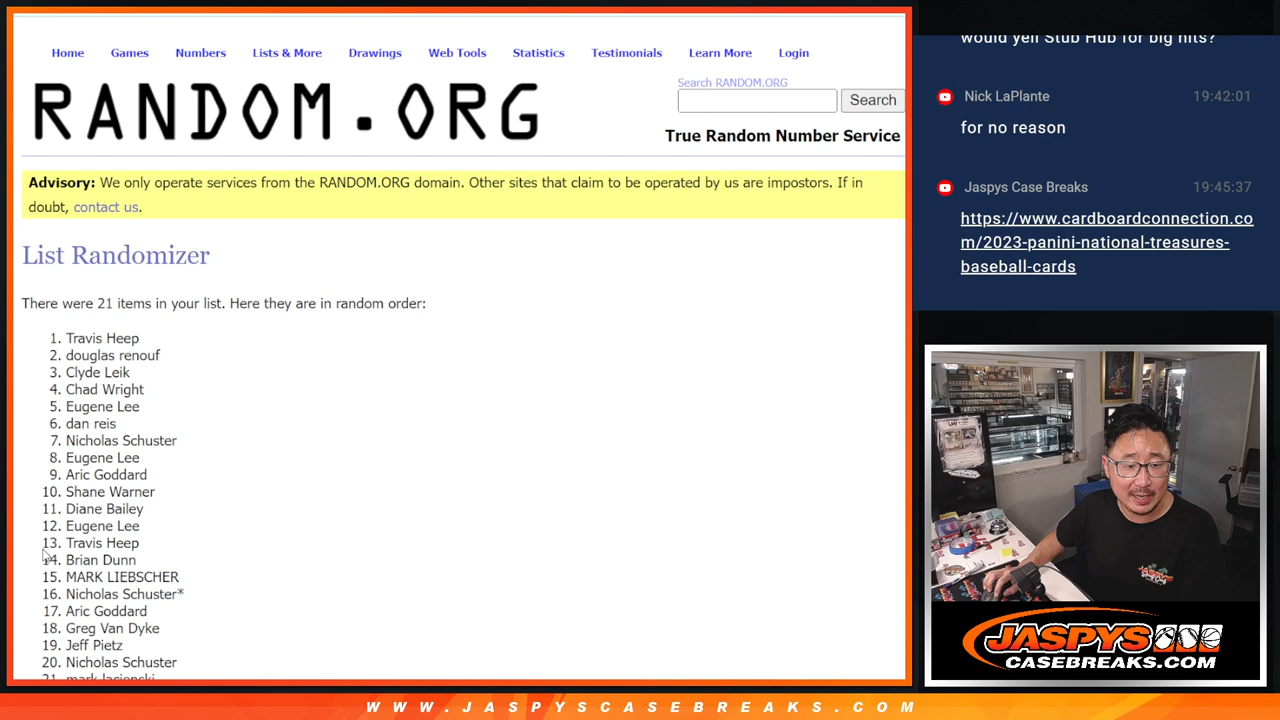 Home Games Numbers Lists & More Drawings Web Tools Statistics Testimonials Learn More Login
RANDOM.ORG
Search RANDOM.ORG
Search
True Random Number Service
Advisory: We only operate services from the RANDOM.ORG domain. Other sites that claim to be operated by us are impostors. If in
doubt, contact us.
List Randomizer
There were 21 items in your list. Here they are in random order:
1. Travis Heep
2. douglas renouf
3. Clyde Leik
4. Chad Wright
5. Eugene Lee
6. dan reis
7. Nicholas Schuster
8. Eugene Lee
9. Aric Goddard
10. Shane Warner
11. Diane Bailey
12. Eugene Lee
13. Travis Heep
14. Brian Dunn
15. MARK LIEBSCHER
16. Nicholas Schuster*
17. Aric Goddard
18. Greg Van Dyke
19. Jeff Pietz
20. Nicholas Schuster
21. mark
would yell Stub Hub for big hits?
Nick LaPlante 19:42:01
for no reason
Jaspys Case Breaks 19:45:37
https://www.cardboardconnection.co
m/2023-panini-national-treasures-
baseball-cards
JASPYS
CASEBREAKS.COM
WWW.JASPYSCASEBREAKS.COM